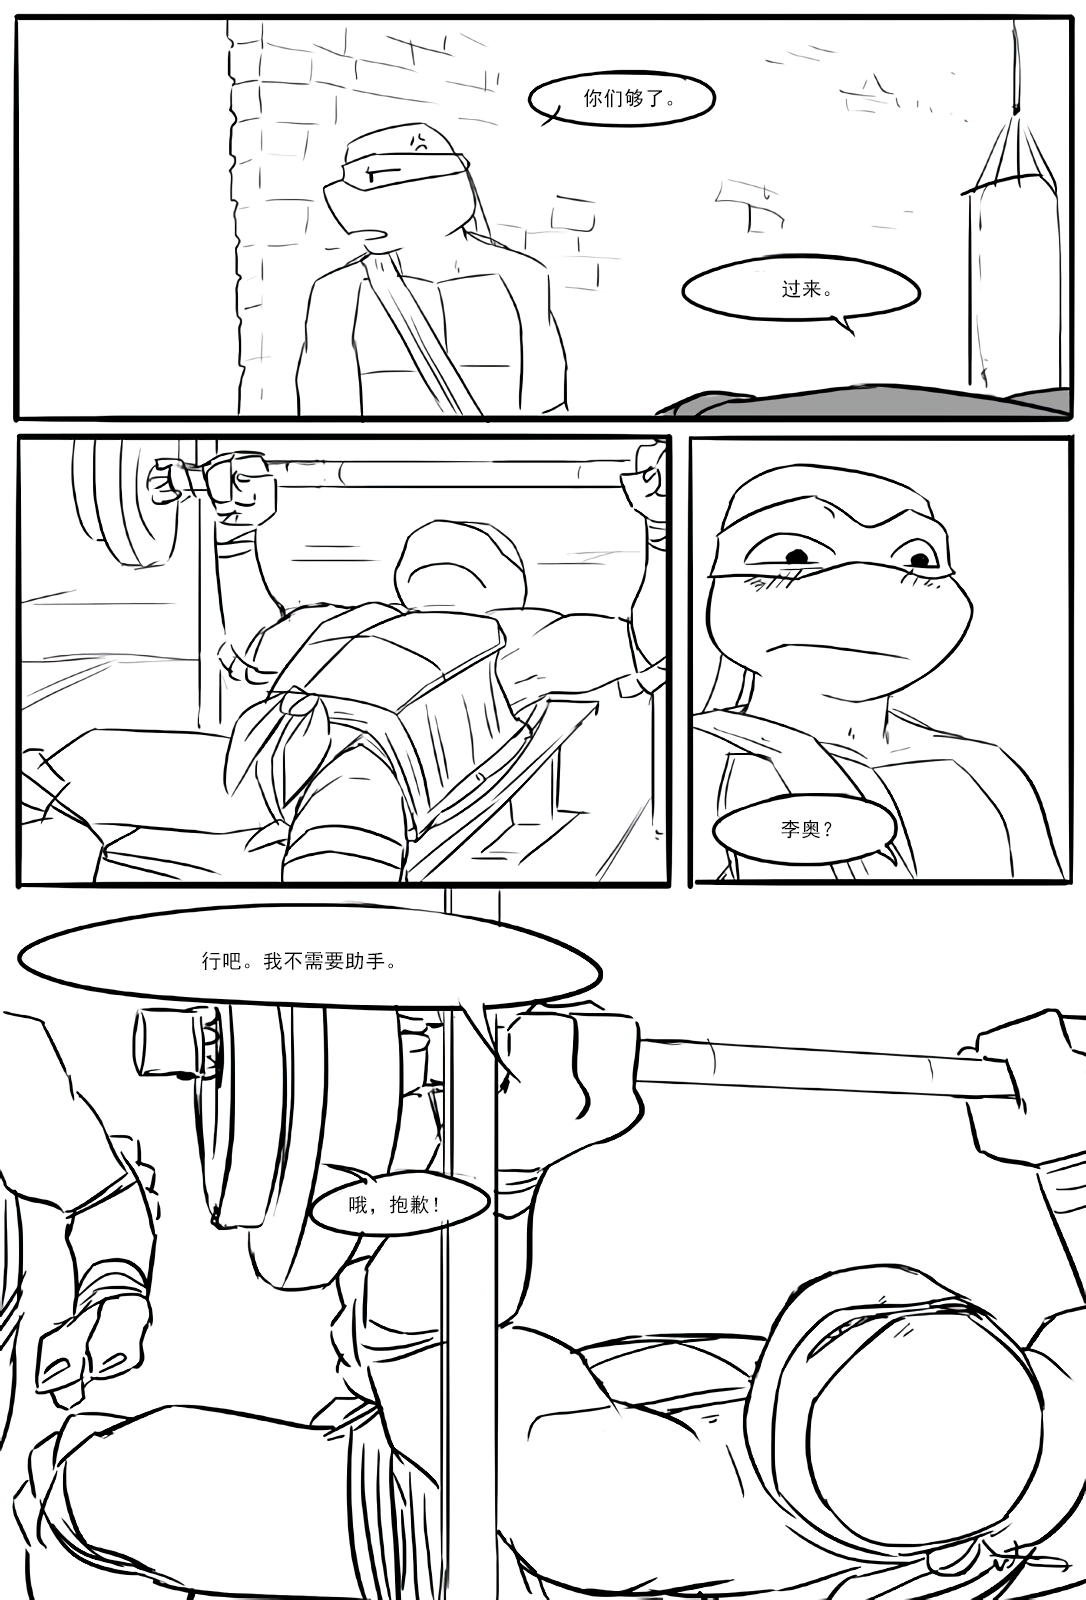 你们够了。
过来。
李奥？
行吧。我不需要助手。
哦，抱歉！